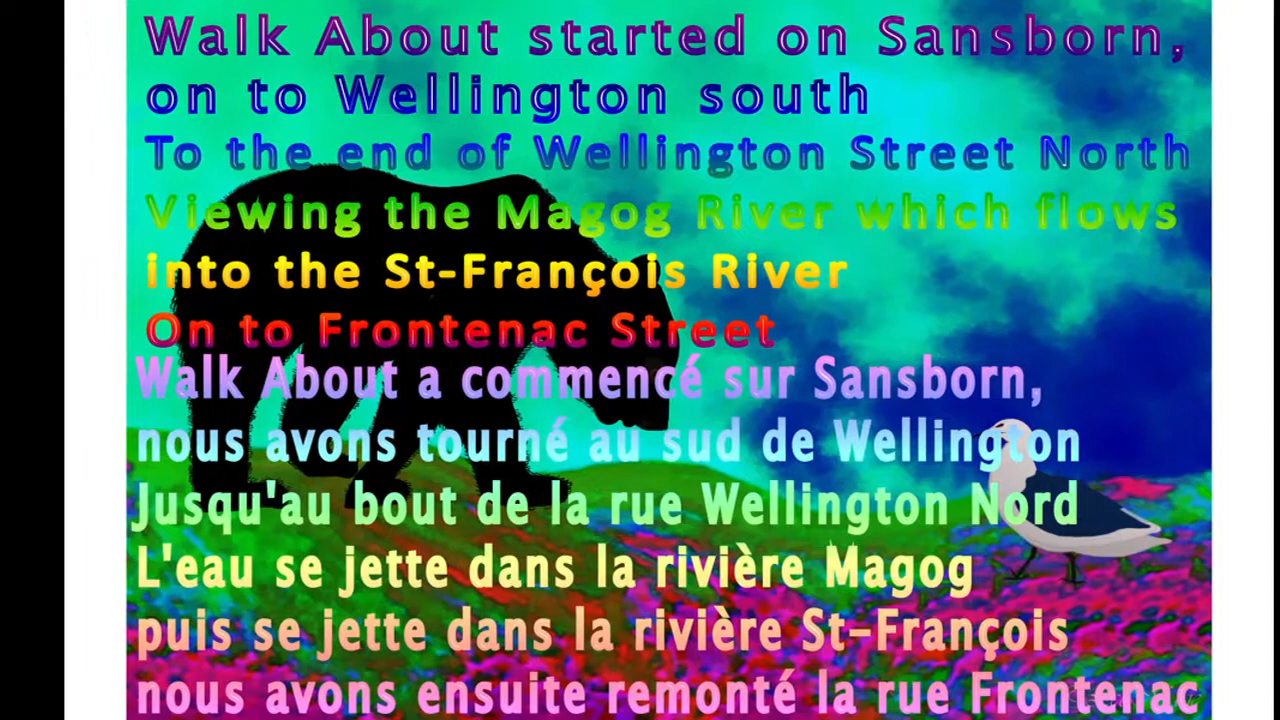 Walk About started on Sansborn,
on to Wellington south
To the end of Wellington Street North
Viewing the Magog River which flows
into the St-François River
On to Frontenac Street
Walk About a commencé sur Sansborn,
nous avons tourné au sud de Wellington
Jusqu'au bout de la rue Wellington Nord
L'eau se jette dans la rivière Magog
puis se jette dans la rivière St-François
nous avons ensuite remonté la rue Frontenac